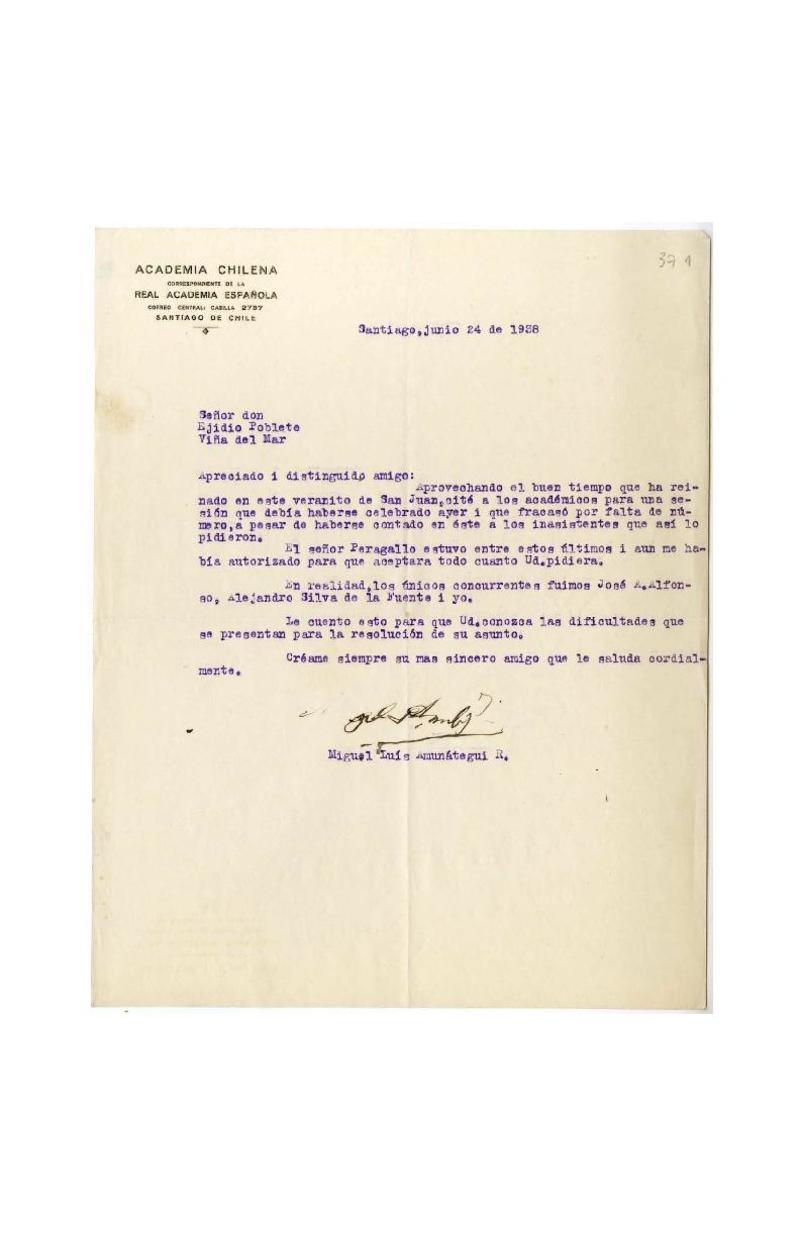 371
ACADEMIA CHILENA
CORRESPONDIENTE DE LA
REAL ACADEMIA ESPAÑOLA
CORREO CENTRAL: CASILLA 2757
SANTIAGO DE CHILE
Santiago,junio 24 de 1938
Señor don
Ejidio Poblete
Viña del Mar
Apreciado i distinguido amigo:
Aprovechando el buen tiempo que ha rei-
nado en este veranito de San Juan,cité a los académicos para una se-
sión que debía haberse celebrado ayer i que fracasó por falta de nú-
mero,a pesar de haberse contado en éste a los inasistentes que así lo
pidieron.
El señor Peragallo estuvo entre estos últimos i aun me ha-
bía autorizado para que aceptara todo cuanto Ud.pidiera.
En realidad,los únicos concurrentes fuimos José A.Alfon-
so, Alejandro Silva de la Fuente i yo.
Le cuento esto para que Ud.conozca las dificultades que
se presentan para la resolución de su asunto.
Créame siempre su mas sincero amigo que le saluda cordial-
mente.
Miguel Luis Amunátegui R.